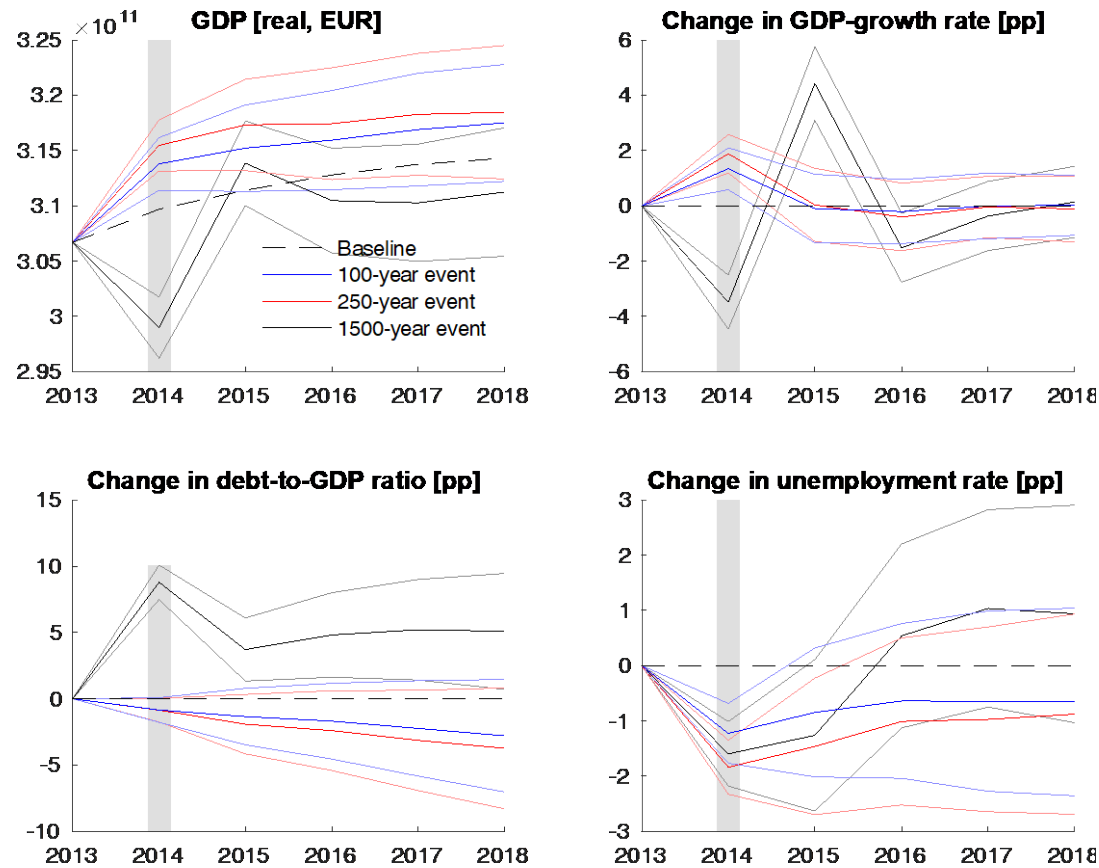 GDP [real, EUR]
× 10^11
3.25
3.2
3.15
3.1
3.05
3
2.95
2013 2014 2015 2016 2017 2018
Baseline
100-year event
250-year event
1500-year event
Change in GDP-growth rate [pp]
6
4
2
0
-2
-4
-6
2013 2014 2015 2016 2017 2018
Change in debt-to-GDP ratio [pp]
15
10
5
0
-5
-10
2013 2014 2015 2016 2017 2018
Change in unemployment rate [pp]
3
2
1
0
-1
-2
-3
2013 2014 2015 2016 2017 2018